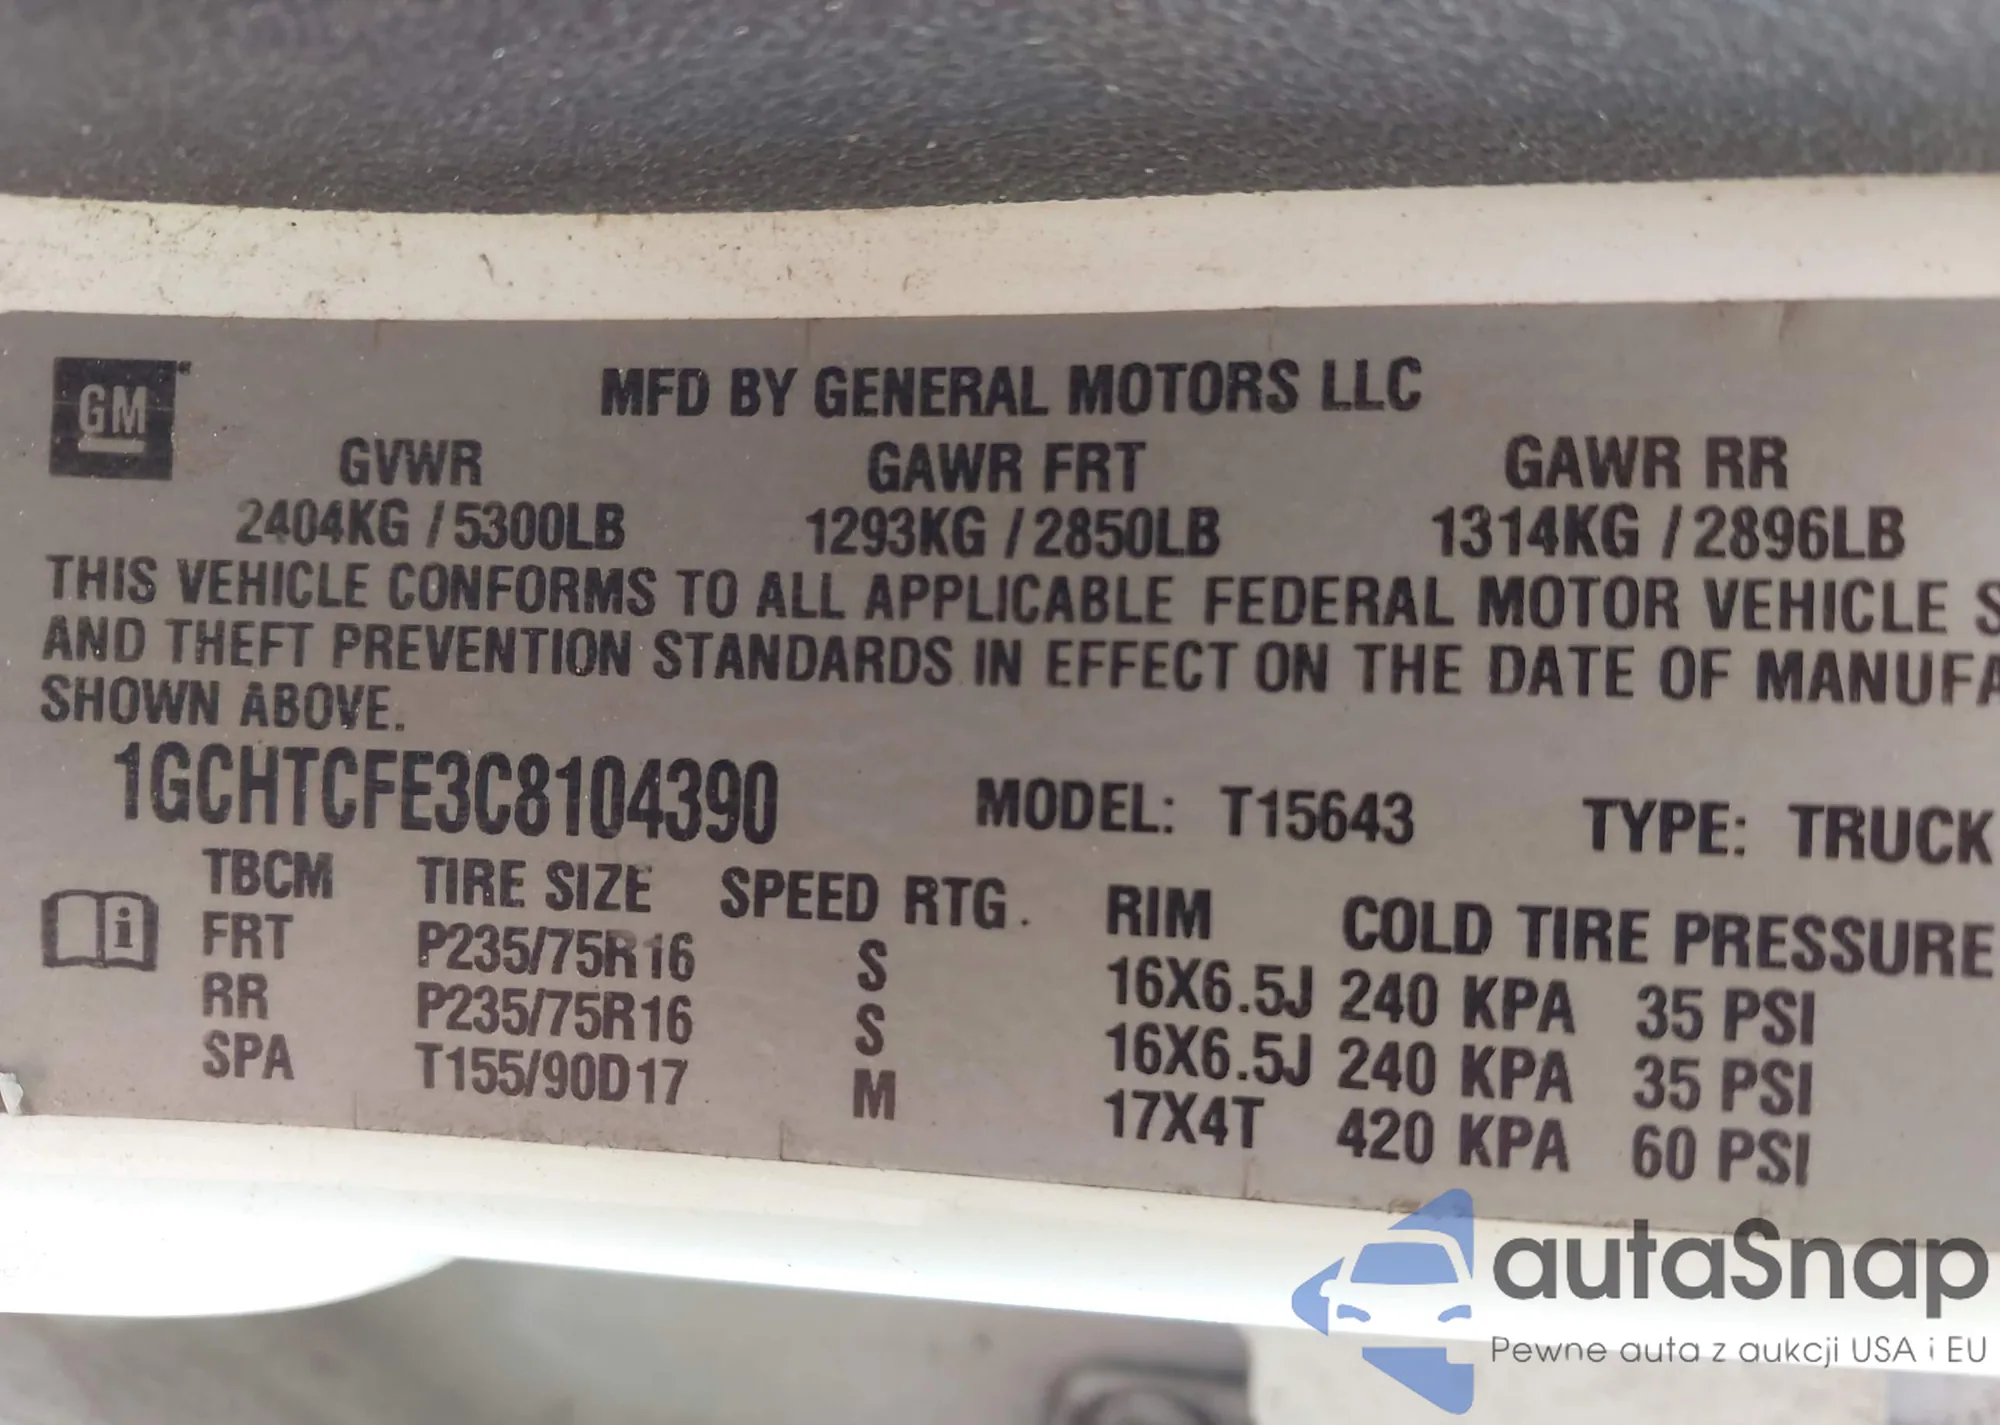 GM
MFD BY GENERAL MOTORS LLC
GVWR GAWR FRT GAWR RR
2404KG / 5300LB 1293KG / 2850LB 1314KG / 2896LB
THIS VEHICLE CONFORMS TO ALL APPLICABLE FEDERAL MOTOR VEHICLE S
AND THEFT PREVENTION STANDARDS IN EFFECT ON THE DATE OF MANUFA
SHOWN ABOVE.
1GCHTCFE3C8104390 MODEL: T15643 TYPE: TRUCK
TBCM TIRE SIZE SPEED RTG. RIM COLD TIRE PRESSURE
FRT P235/75R16 S 16X6.5J 240 KPA 35 PSI
RR P235/75R16 S 16X6.5J 240 KPA 35 PSI
SPA T155/90D17 M 17X4T 420 KPA 60 PSI
autaSnap
Pewne auta z aukcji USA i EU